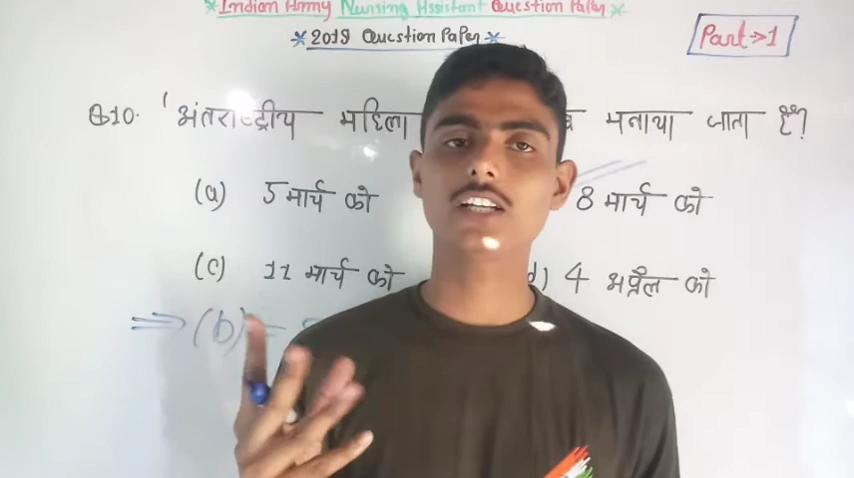 *Indian Army Nursing Assistant Question Paper*
*2019 Question Paper*
Part->1
Q10. 'अंतराष्ट्रीय महिला मनाया जाता है?
(a) 5 मार्च को 8 मार्च को
(c) 11 मार्च को d) 4 अप्रैल को
=> (b) =